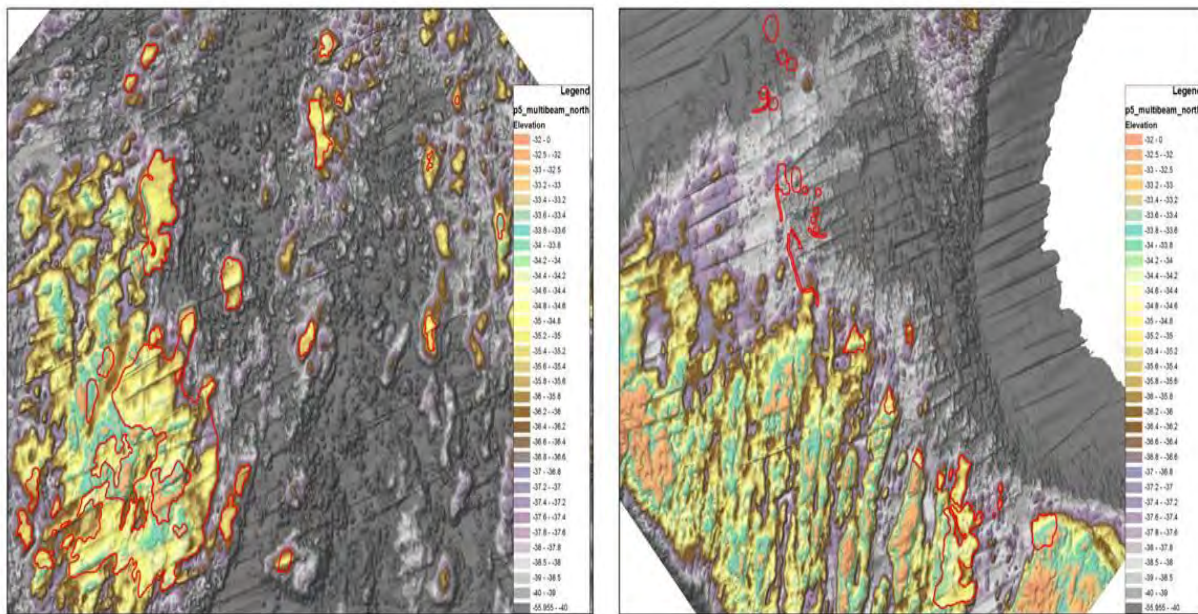 Legend
p5_multibeam_north
Elevation
-32 - 0
-32.5 - -32
-33 - -32.5
-33.2 - -33
-33.4 - -33.2
-33.6 - -33.4
-33.8 - -33.6
-34 - -33.8
-34.2 - -34
-34.4 - -34.2
-34.6 - -34.4
-34.8 - -34.6
-35 - -34.8
-35.2 - -35
-35.4 - -35.2
-35.6 - -35.4
-35.8 - -35.6
-36 - -35.8
-36.2 - -36
-36.4 - -36.2
-36.6 - -36.4
-36.8 - -36.6
-37 - -36.8
-37.2 - -37
-37.4 - -37.2
-37.6 - -37.4
-37.8 - -37.6
-38 - -37.8
-38.5 - -38
-39 - -38.5
-40 - -39
-55.955 - -40
Legend
p5_multibeam_north
Elevation
-32 - 0
-32.5 - -32
-33 - -32.5
-33.2 - -33
-33.4 - -33.2
-33.6 - -33.4
-33.8 - -33.6
-34 - -33.8
-34.2 - -34
-34.4 - -34.2
-34.6 - -34.4
-34.8 - -34.6
-35 - -34.8
-35.2 - -35
-35.4 - -35.2
-35.6 - -35.4
-35.8 - -35.6
-36 - -35.8
-36.2 - -36
-36.4 - -36.2
-36.6 - -36.4
-36.8 - -36.6
-37 - -36.8
-37.2 - -37
-37.4 - -37.2
-37.6 - -37.4
-37.8 - -37.6
-38 - -37.8
-38.5 - -38
-39 - -38.5
-40 - -39
-55.955 - -40